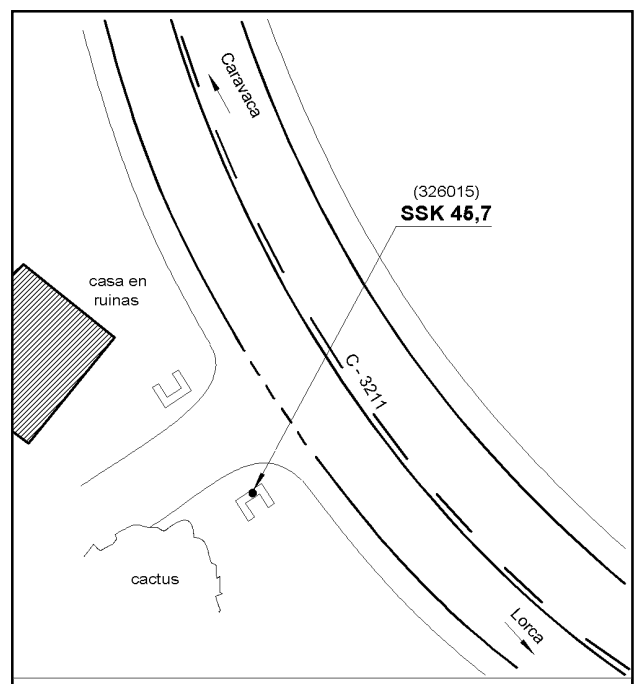 Caravaca
(326015)
SSK 45,7
casa en
ruinas
C - 3211
cactus
Lorca